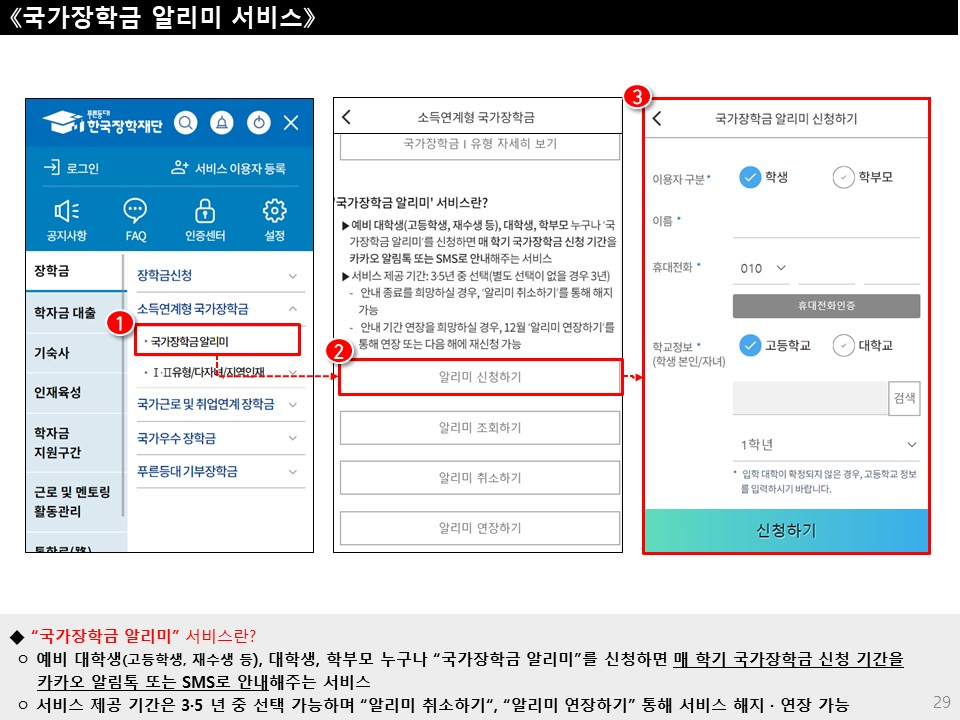 《국가장학금 알리미 서비스》
푸른등대
한국장학재단
로그인
서비스 이용자 등록
공지사항
FAQ
인증센터
설정
장학금
학자금 대출
기숙사
인재육성
학자금
지원구간
근로 및 멘토링
활동관리
통학로(路)
장학금신청
소득연계형 국가장학금
1
· 국가장학금알리미
· Ⅰ·Ⅱ유형/다자녀/지역인재
국가근로 및 취업연계 장학금
국가우수 장학금
푸른등대 기부장학금
소득연계형 국가장학금
국가장학금 I 유형 자세히 보기
'국가장학금 알리미' 서비스란?
▶예비 대학생(고등학생, 재수생 등), 대학생, 학부모 누구나 '국
가장학금 알리미'를 신청하면 매 학기 국가장학금 신청 기간을
카카오 알림톡 또는 SMS로 안내해주는 서비스
▶서비스 제공 기간: 3·5년 중 선택(별도 선택이 없을 경우 3년)
- 안내 종료를 희망하실 경우, '알리미 취소하기'를 통해 해지
가능
- 안내 기간 연장을 희망하실 경우, 12월 '알리미 연장하기'를
통해 연장 또는 다음 해에 재신청 가능
2
알리미 신청하기
알리미 조회하기
알리미 취소하기
알리미 연장하기
3
국가장학금 알리미 신청하기
이용자 구분 * 학생 학부모
이름 *
휴대전화 * 010
휴대전화인증
학교정보 * 고등학교 대학교
(학생 본인/자녀)
검색
1학년
* 입학 대학이 확정되지 않은 경우, 고등학교 정보
를 입력하시기 바랍니다.
신청하기
◆ “국가장학금 알리미” 서비스란?
○ 예비 대학생(고등학생, 재수생 등), 대학생, 학부모 누구나 “국가장학금 알리미”를 신청하면 매 학기 국가장학금 신청 기간을
카카오 알림톡 또는 SMS로 안내해주는 서비스
○ 서비스 제공 기간은 3·5 년 중 선택 가능하며 “알리미 취소하기“, “알리미 연장하기” 통해 서비스 해지 · 연장 가능
29